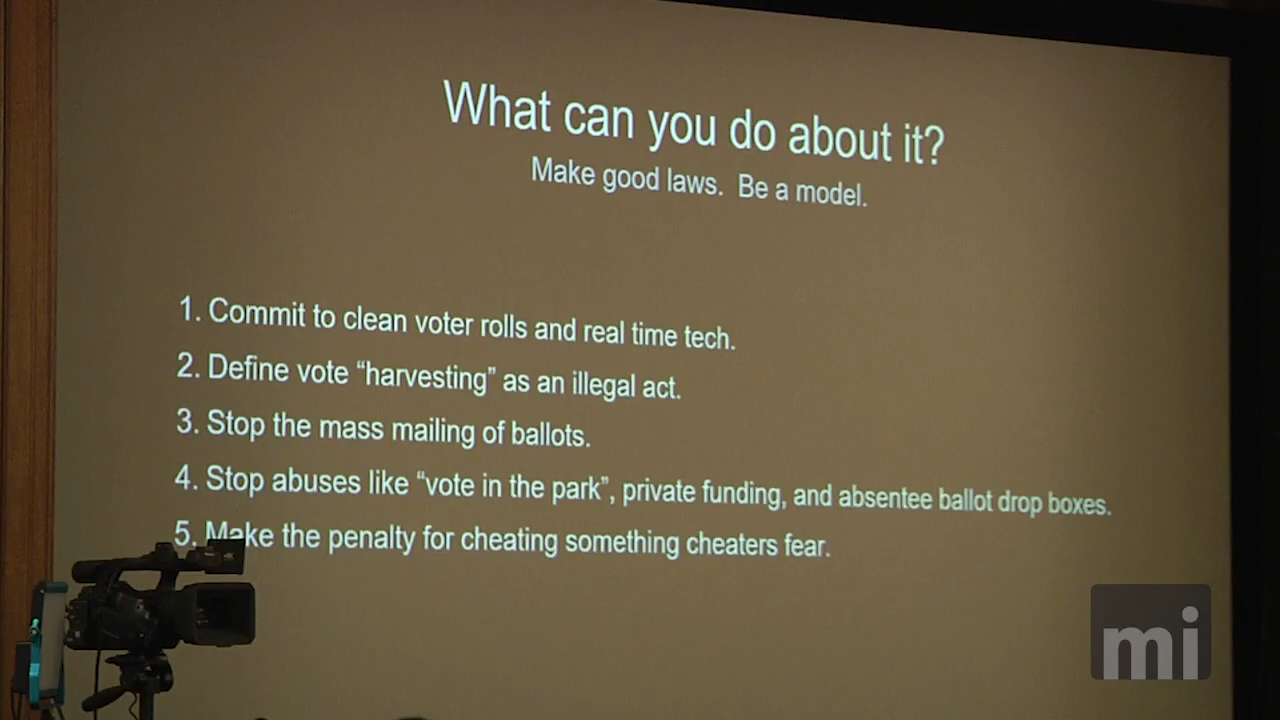 What can you do about it?
Make good laws. Be a model.
1. Commit to clean voter rolls and real time tech.
2. Define vote “harvesting” as an illegal act.
3. Stop the mass mailing of ballots.
4. Stop abuses like “vote in the park”, private funding, and absentee ballot drop boxes.
5. Make the penalty for cheating something cheaters fear.
mi